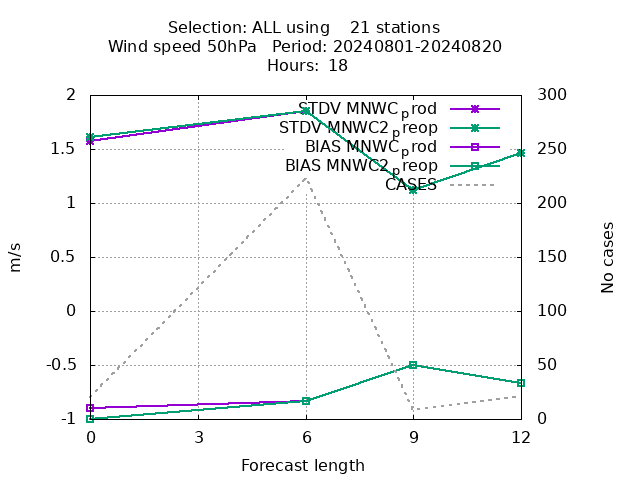 Selection: ALL using    21 stations
Wind speed 50hPa   Period: 20240801-20240820
Hours:  18
STDV MNWC_prod
STDV MNWC2_preop
BIAS MNWC_prod
BIAS MNWC2_preop
CASES
2
1.5
1
0.5
0
-0.5
-1
300
250
200
150
100
50
0
m/s
No cases
0 3 6 9 12
Forecast length